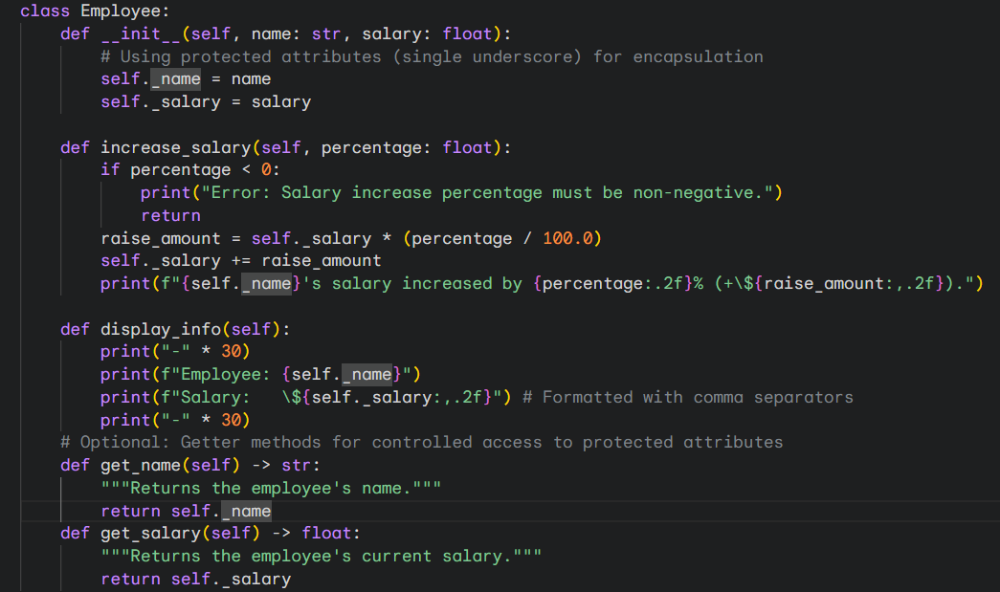 class Employee:
    def __init__(self, name: str, salary: float):
        # Using protected attributes (single underscore) for encapsulation
        self._name = name
        self._salary = salary

    def increase_salary(self, percentage: float):
        if percentage < 0:
            print("Error: Salary increase percentage must be non-negative.")
            return
        raise_amount = self._salary * (percentage / 100.0)
        self._salary += raise_amount
        print(f"{self._name}'s salary increased by {percentage:.2f}% (+\${raise_amount:,.2f}).")

    def display_info(self):
        print("-" * 30)
        print(f"Employee: {self._name}")
        print(f"Salary:   \${self._salary:,.2f}") # Formatted with comma separators
        print("-" * 30)
    # Optional: Getter methods for controlled access to protected attributes
    def get_name(self) -> str:
        """Returns the employee's name."""
        return self._name
    def get_salary(self) -> float:
        """Returns the employee's current salary."""
        return self._salary